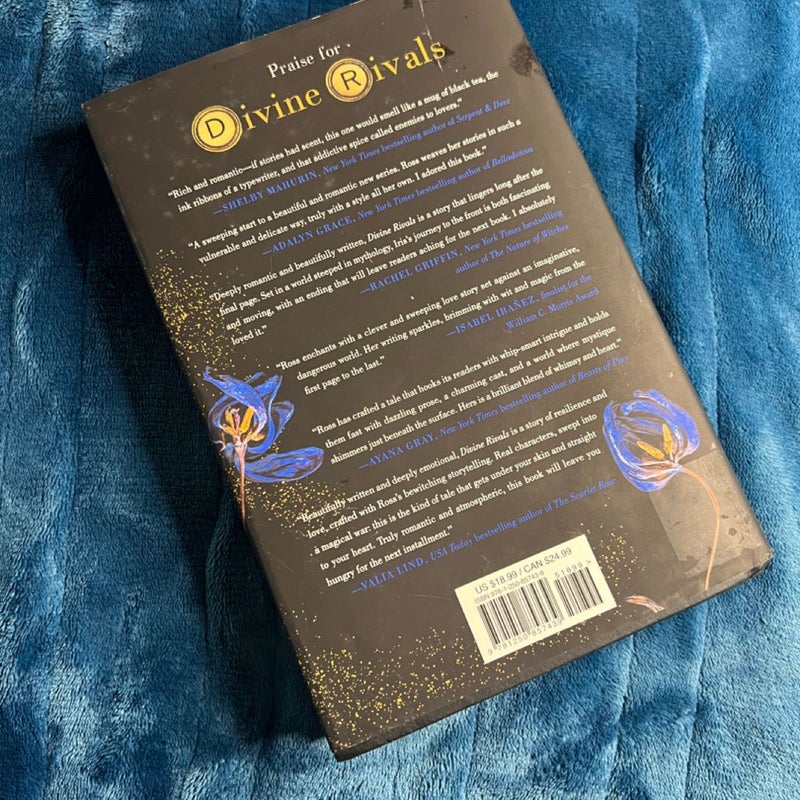 Praise for
Divine Rivals
“Rich and romantic—if stories had scent, this one would smell like a mug of black tea, the
ink ribbons of a typewriter, and that addictive spice called enemies to lovers.”
—SHELBY MAHURIN, New York Times bestselling author of Serpent & Dove
“A sweeping start to a beautiful and romantic new series. Ross weaves her stories in such a
vulnerable and delicate way, truly with a style all her own. I adored this book.”
—ADALYN GRACE, New York Times bestselling author of Belladonna
“Deeply romantic and beautifully written, Divine Rivals is a story that lingers long after the
final page. Set in a world steeped in mythology, Iris’s journey to the front is both fascinating
and moving, with an ending that will leave readers aching for the next book. I absolutely
loved it.”
—RACHEL GRIFFIN, New York Times bestselling
author of The Nature of Witches
“Ross enchants with a clever and sweeping love story set against an imaginative,
dangerous world. Her writing sparkles, brimming with wit and magic from the
first page to the last.”
—ISABEL IBAÑEZ, finalist for the
William C. Morris Award
“Ross has crafted a tale that hooks its readers with whip-smart intrigue and holds
them fast with dazzling prose, a charming cast, and a world where mystique
shimmers just beneath the surface. Hers is a brilliant blend of whimsy and heart.”
—AYANA GRAY, New York Times bestselling author of Beasts of Prey
“Beautifully written and deeply emotional, Divine Rivals is a story of resilience and
love, crafted with Ross’s bewitching storytelling. Real characters, swept into
a magical war: this is the kind of tale that gets under your skin and straight
to your heart. Truly romantic and atmospheric, this book will leave you
hungry for the next installment.”
—VALIA LIND, USA Today bestselling author of The Scarlet Rose
US $18.99 / CAN $24.99
ISBN 978-1-250-85743-9
51899>
9 781250 857439